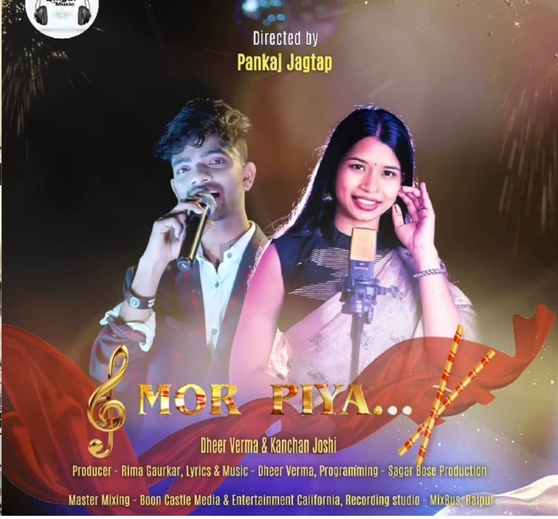 Music
Directed by
Pankaj Jagtap
MOR PIYA...
Dheer Verma & Kanchan Joshi
Producer - Rima Gaurkar, Lyrics & Music - Dheer Verma, Programming - Sagar Bose Production
Master Mixing - Boon Castle Media & Entertainment California, Recording studio - MixBus, Raipur